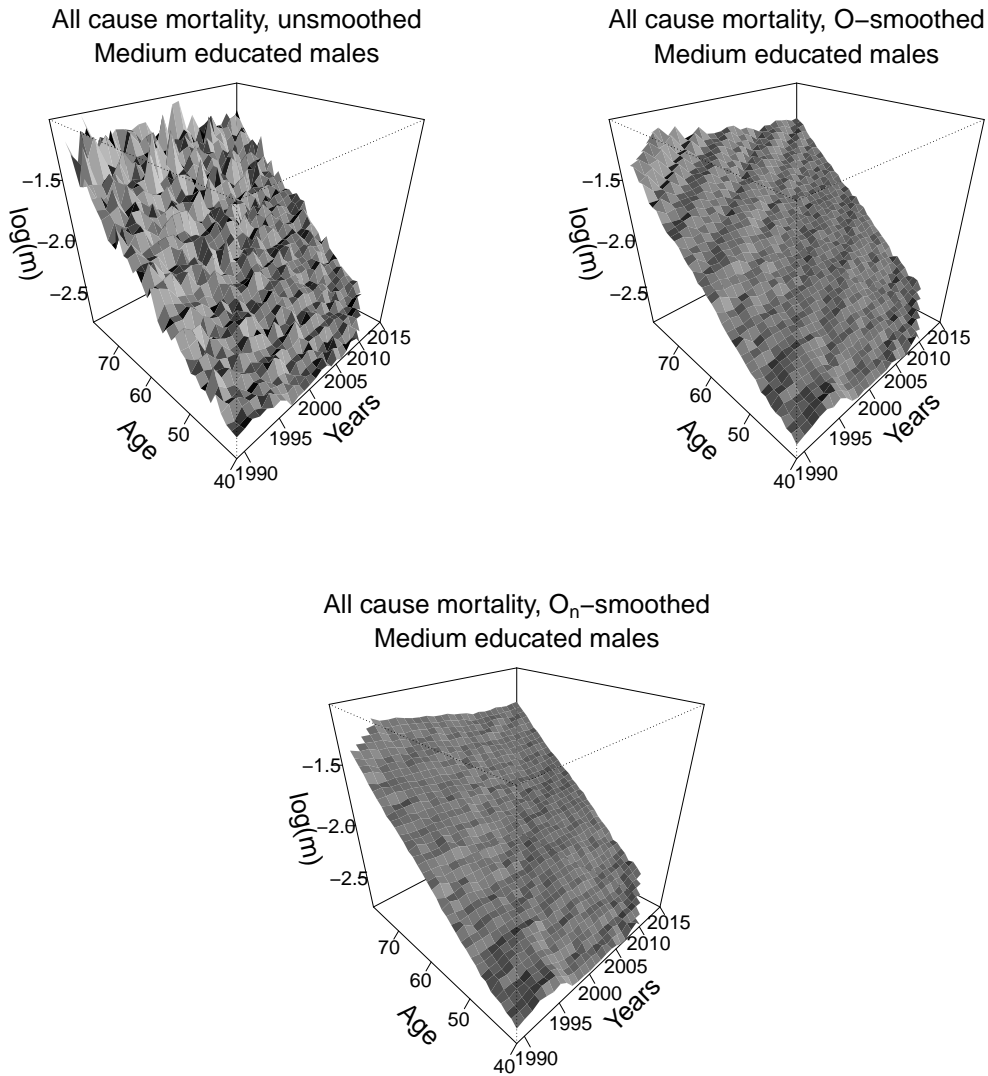 All cause mortality, unsmoothed
Medium educated males
−1.5
−2.0
−2.5
log(m)
70
60
50
40
Age
1990
1995
2000
2005
2010
2015
Years
All cause mortality, O−smoothed
Medium educated males
−1.5
−2.0
−2.5
log(m)
70
60
50
40
Age
1990
1995
2000
2005
2010
2015
Years
All cause mortality, Oₙ−smoothed
Medium educated males
−1.5
−2.0
−2.5
log(m)
70
60
50
40
Age
1990
1995
2000
2005
2010
2015
Years